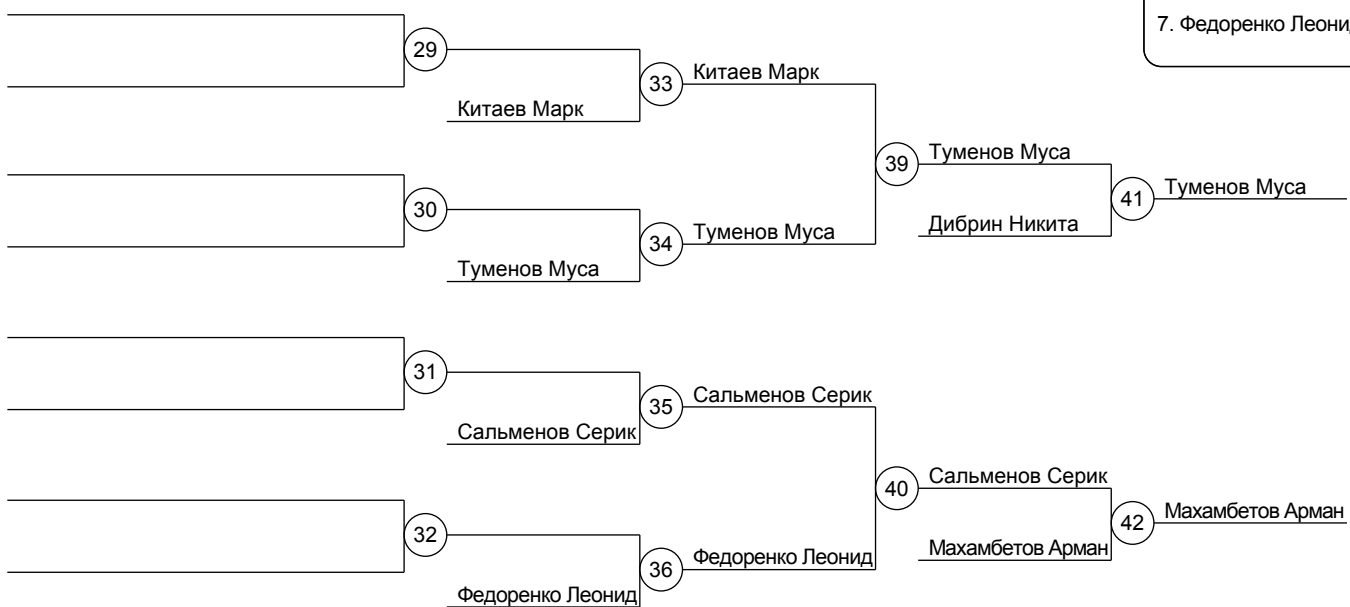 7. Федоренко Леонид
29
33
Китаев Марк
Китаев Марк
39
Туменов Муса
41
Туменов Муса
Дибрин Никита
30
34
Туменов Муса
Туменов Муса
31
35
Сальменов Серик
Сальменов Серик
40
Сальменов Серик
42
Махамбетов Арман
Махамбетов Арман
32
36
Федоренко Леонид
Федоренко Леонид